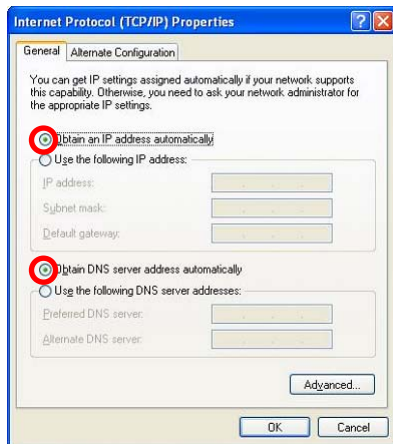 Internet Protocol (TCP/IP) Properties
General
Alternate Configuration
You can get IP settings assigned automatically if your network supports
this capability. Otherwise, you need to ask your network administrator for
the appropriate IP settings.
Obtain an IP address automatically
Use the following IP address:
IP address:
Subnet mask:
Default gateway:
Obtain DNS server address automatically
Use the following DNS server addresses:
Preferred DNS server:
Alternate DNS server:
Advanced...
OK
Cancel